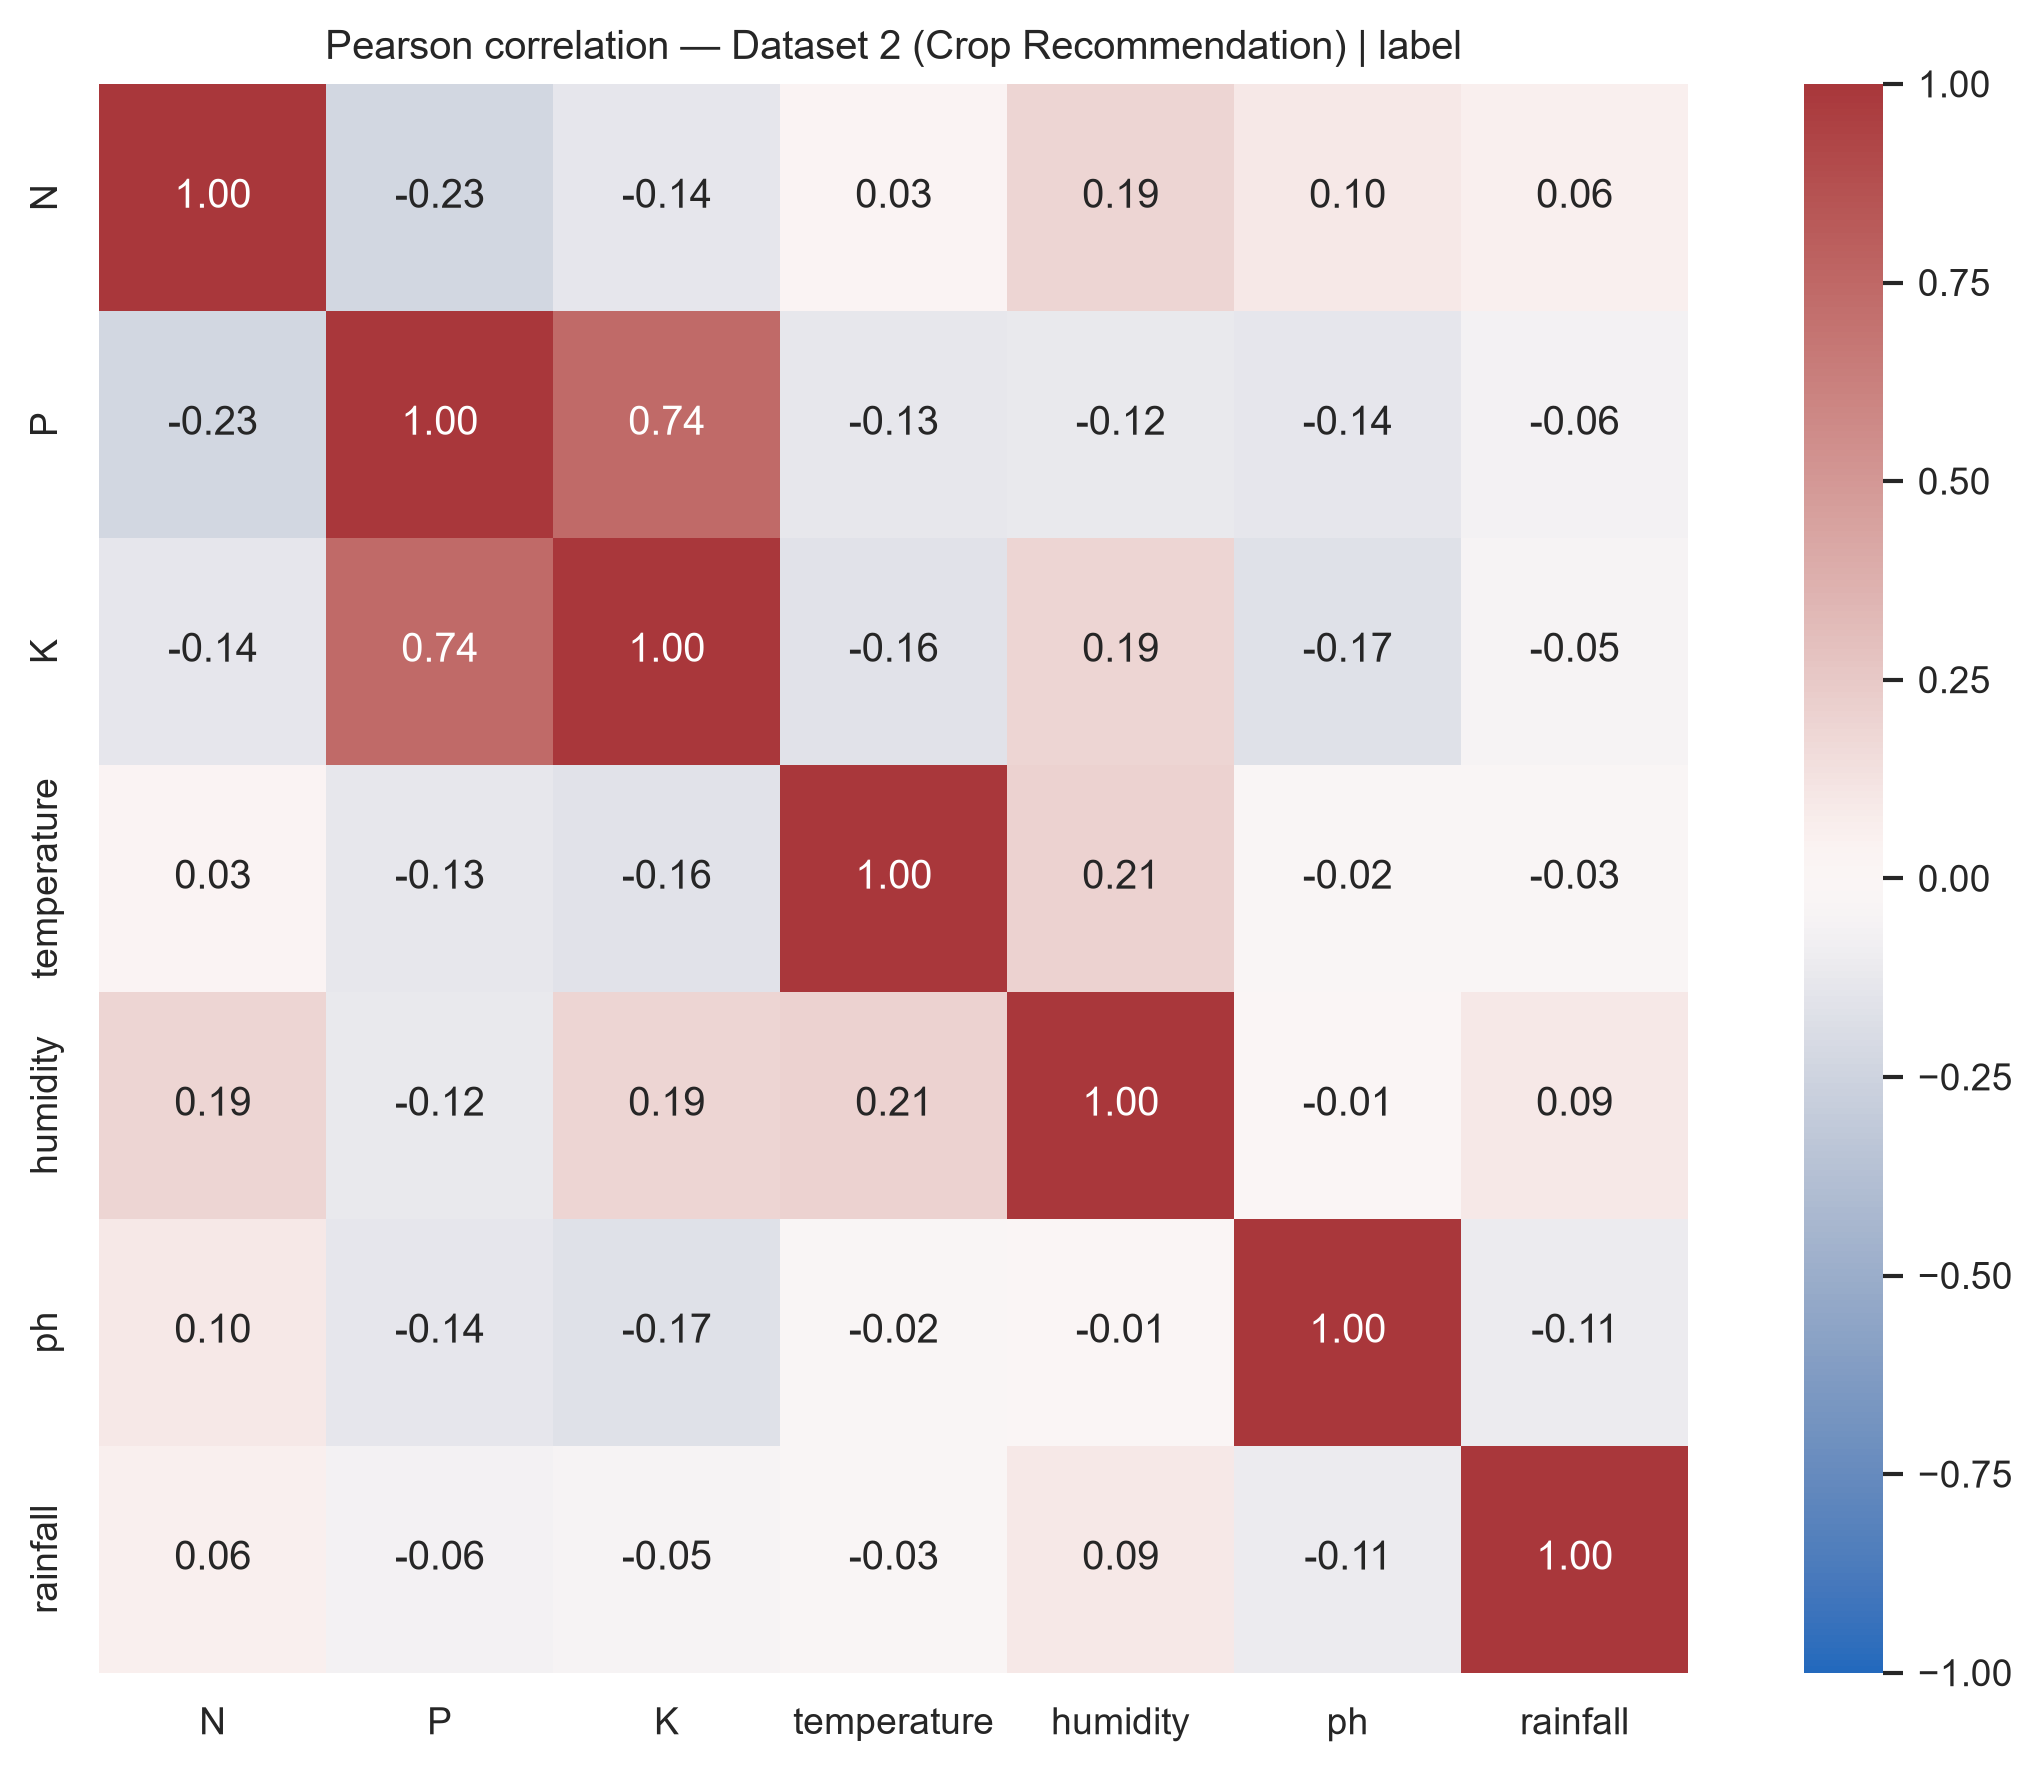 Pearson correlation — Dataset 2 (Crop Recommendation) | label
N 1.00 -0.23 -0.14 0.03 0.19 0.10 0.06
P -0.23 1.00 0.74 -0.13 -0.12 -0.14 -0.06
K -0.14 0.74 1.00 -0.16 0.19 -0.17 -0.05
temperature 0.03 -0.13 -0.16 1.00 0.21 -0.02 -0.03
humidity 0.19 -0.12 0.19 0.21 1.00 -0.01 0.09
ph 0.10 -0.14 -0.17 -0.02 -0.01 1.00 -0.11
rainfall 0.06 -0.06 -0.05 -0.03 0.09 -0.11 1.00
N P K temperature humidity ph rainfall
1.00
0.75
0.50
0.25
0.00
−0.25
−0.50
−0.75
−1.00